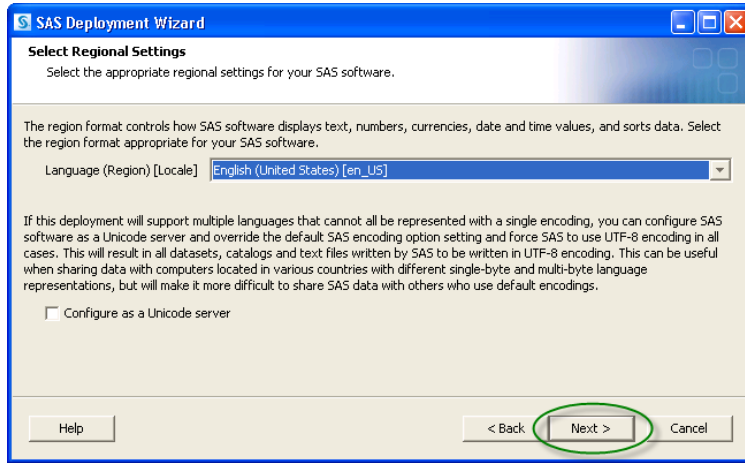 SAS Deployment Wizard
Select Regional Settings
Select the appropriate regional settings for your SAS software.
The region format controls how SAS software displays text, numbers, currencies, date and time values, and sorts data. Select
the region format appropriate for your SAS software.
Language (Region) [Locale] English (United States) [en_US]
If this deployment will support multiple languages that cannot all be represented with a single encoding, you can configure SAS
software as a Unicode server and override the default SAS encoding option setting and force SAS to use UTF-8 encoding in all
cases. This will result in all datasets, catalogs and text files written by SAS to be written in UTF-8 encoding. This can be useful
when sharing data with computers located in various countries with different single-byte and multi-byte language
representations, but will make it more difficult to share SAS data with others who use default encodings.
Configure as a Unicode server
Help < Back Next > Cancel